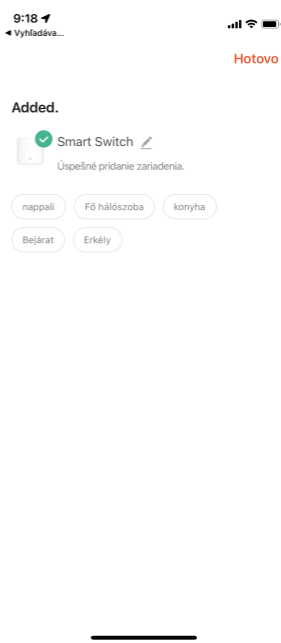 9:18
Vyhľadáva...
Hotovo
Added.
Smart Switch
Úspešné pridanie zariadenia.
nappali
Fő hálószoba
konyha
Bejárat
Erkély